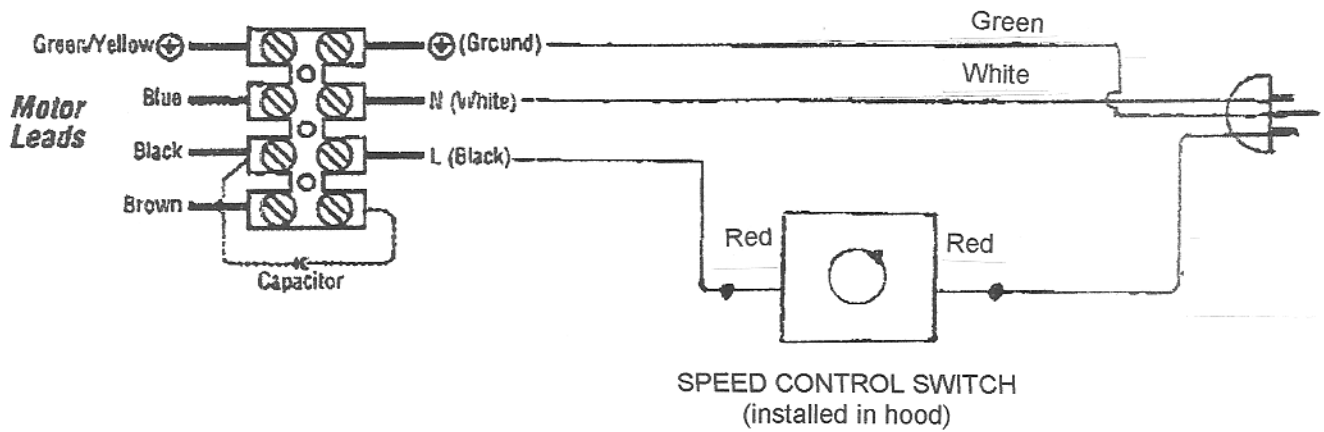 Green/Yellow
(Ground)
Green
White
Motor
Leads
Blue
N (White)
Black
L (Black)
Brown
Red
Red
Capacitor
SPEED CONTROL SWITCH
(installed in hood)